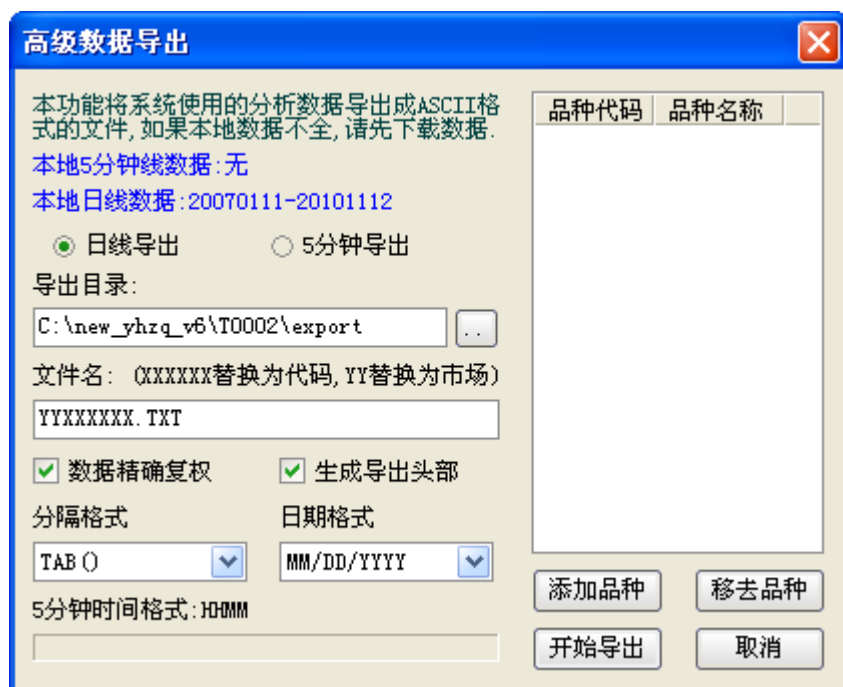 高级数据导出
本功能将系统使用的分析数据导出成ASCII格
式的文件,如果本地数据不全,请先下载数据.
本地5分钟线数据:无
本地日线数据:20070111-20101112
日线导出 5分钟导出
导出目录:
C:\new_yhzq_v6\T0002\export ..
文件名: (XXXXXX替换为代码,YY替换为市场)
YYXXXXXX.TXT
数据精确复权 生成导出头部
分隔格式 日期格式
TAB() MM/DD/YYYY
5分钟时间格式:HHMM
品种代码 品种名称
添加品种 移去品种
开始导出 取消